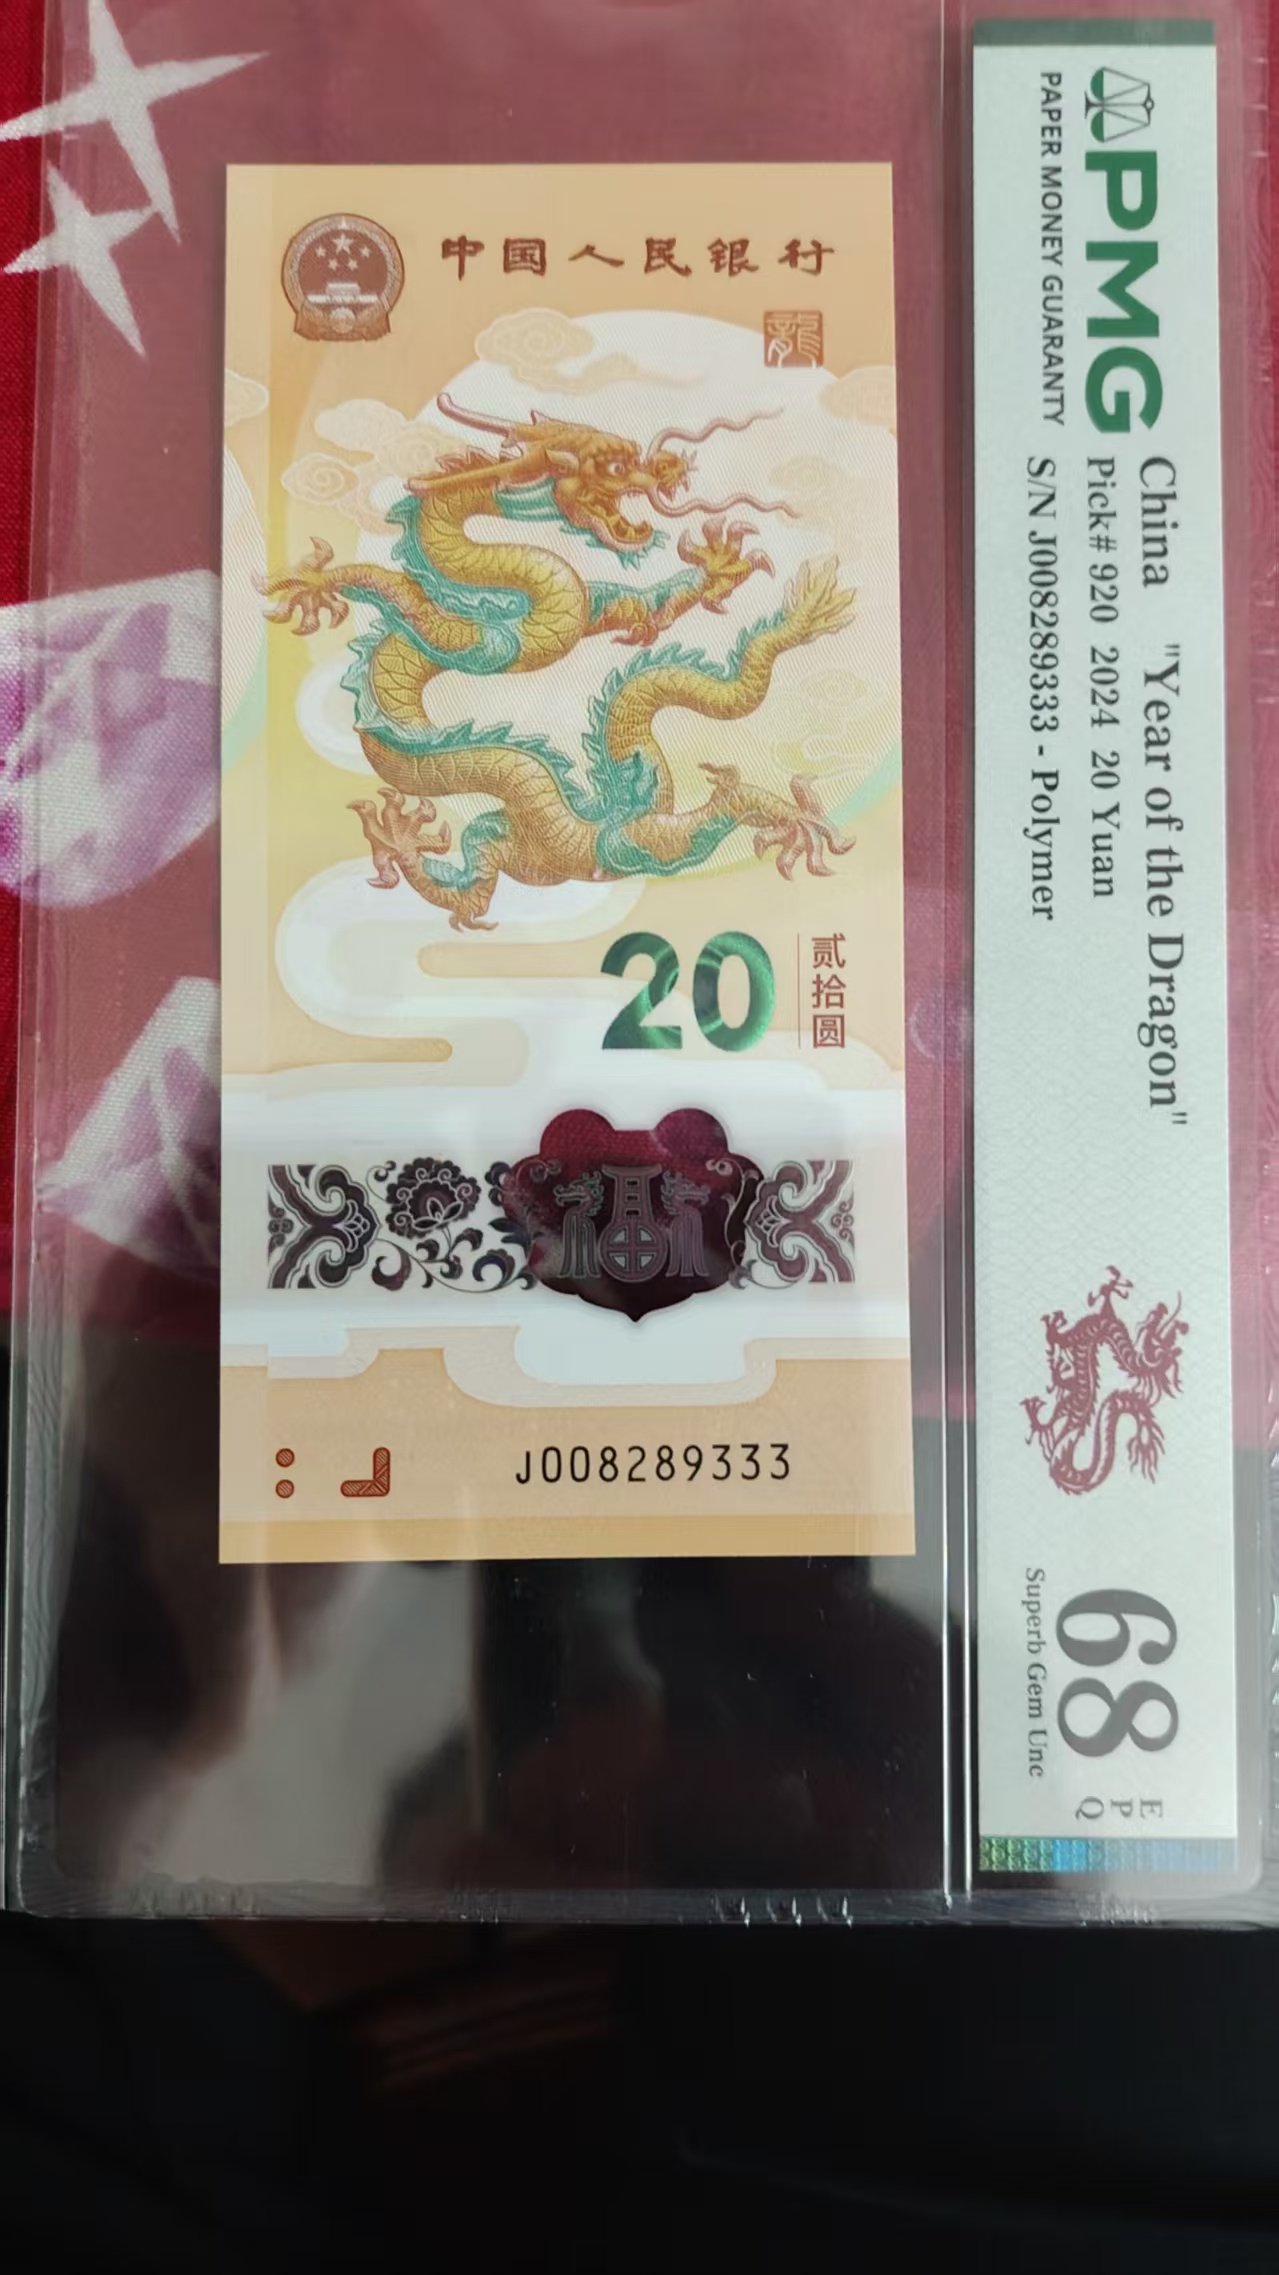 中国人民银行
龍
20
贰拾圆
福
J008289333
PMG
PAPER MONEY GUARANTY
China "Year of the Dragon"
Pick# 920 2024 20 Yuan
S/N J008289333 - Polymer
68
EPQ
Superb Gem Unc